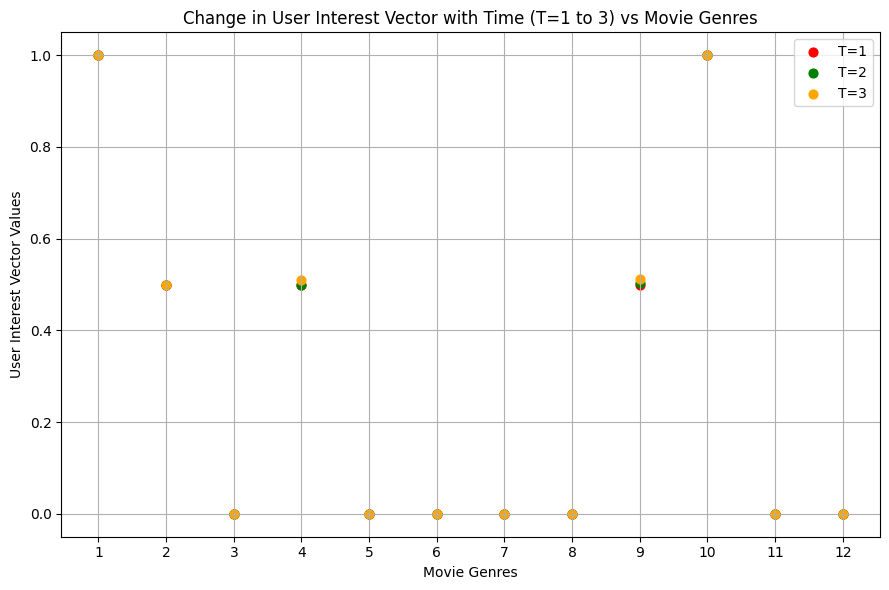 Change in User Interest Vector with Time (T=1 to 3) vs Movie Genres
T=1
T=2
T=3
User Interest Vector Values
1.0
0.8
0.6
0.4
0.2
0.0
1 2 3 4 5 6 7 8 9 10 11 12
Movie Genres